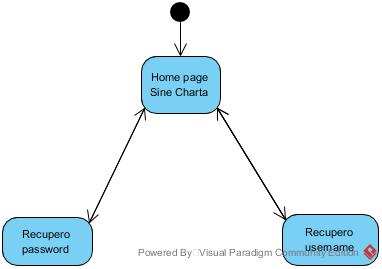 Home page
Sine Charta
Recupero
password
Recupero
username
Powered By Visual Paradigm Community Edition